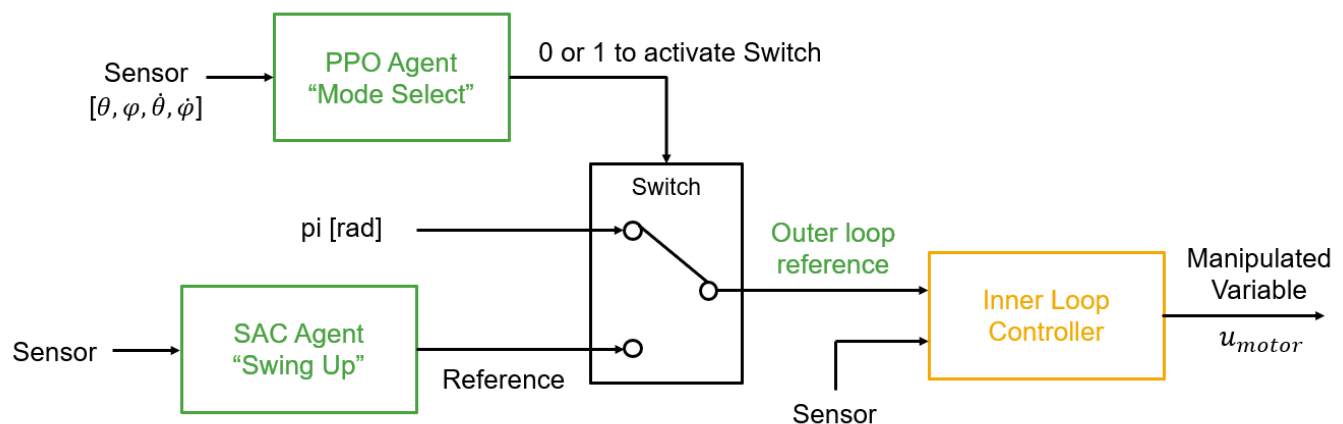 PPO Agent
“Mode Select”
0 or 1 to activate Switch
Sensor
[θ, φ, θ̇, φ̇]
Switch
pi [rad]
Outer loop
reference
Manipulated
Variable
Inner Loop
Controller
u_motor
SAC Agent
“Swing Up”
Sensor
Reference
Sensor